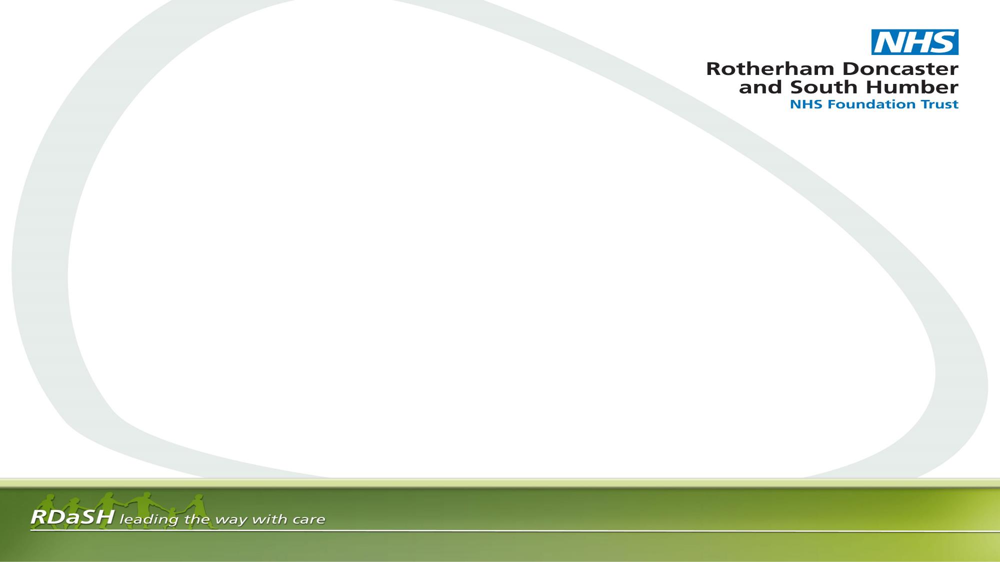 NHS
Rotherham Doncaster
and South Humber
NHS Foundation Trust
RDaSH leading the way with care